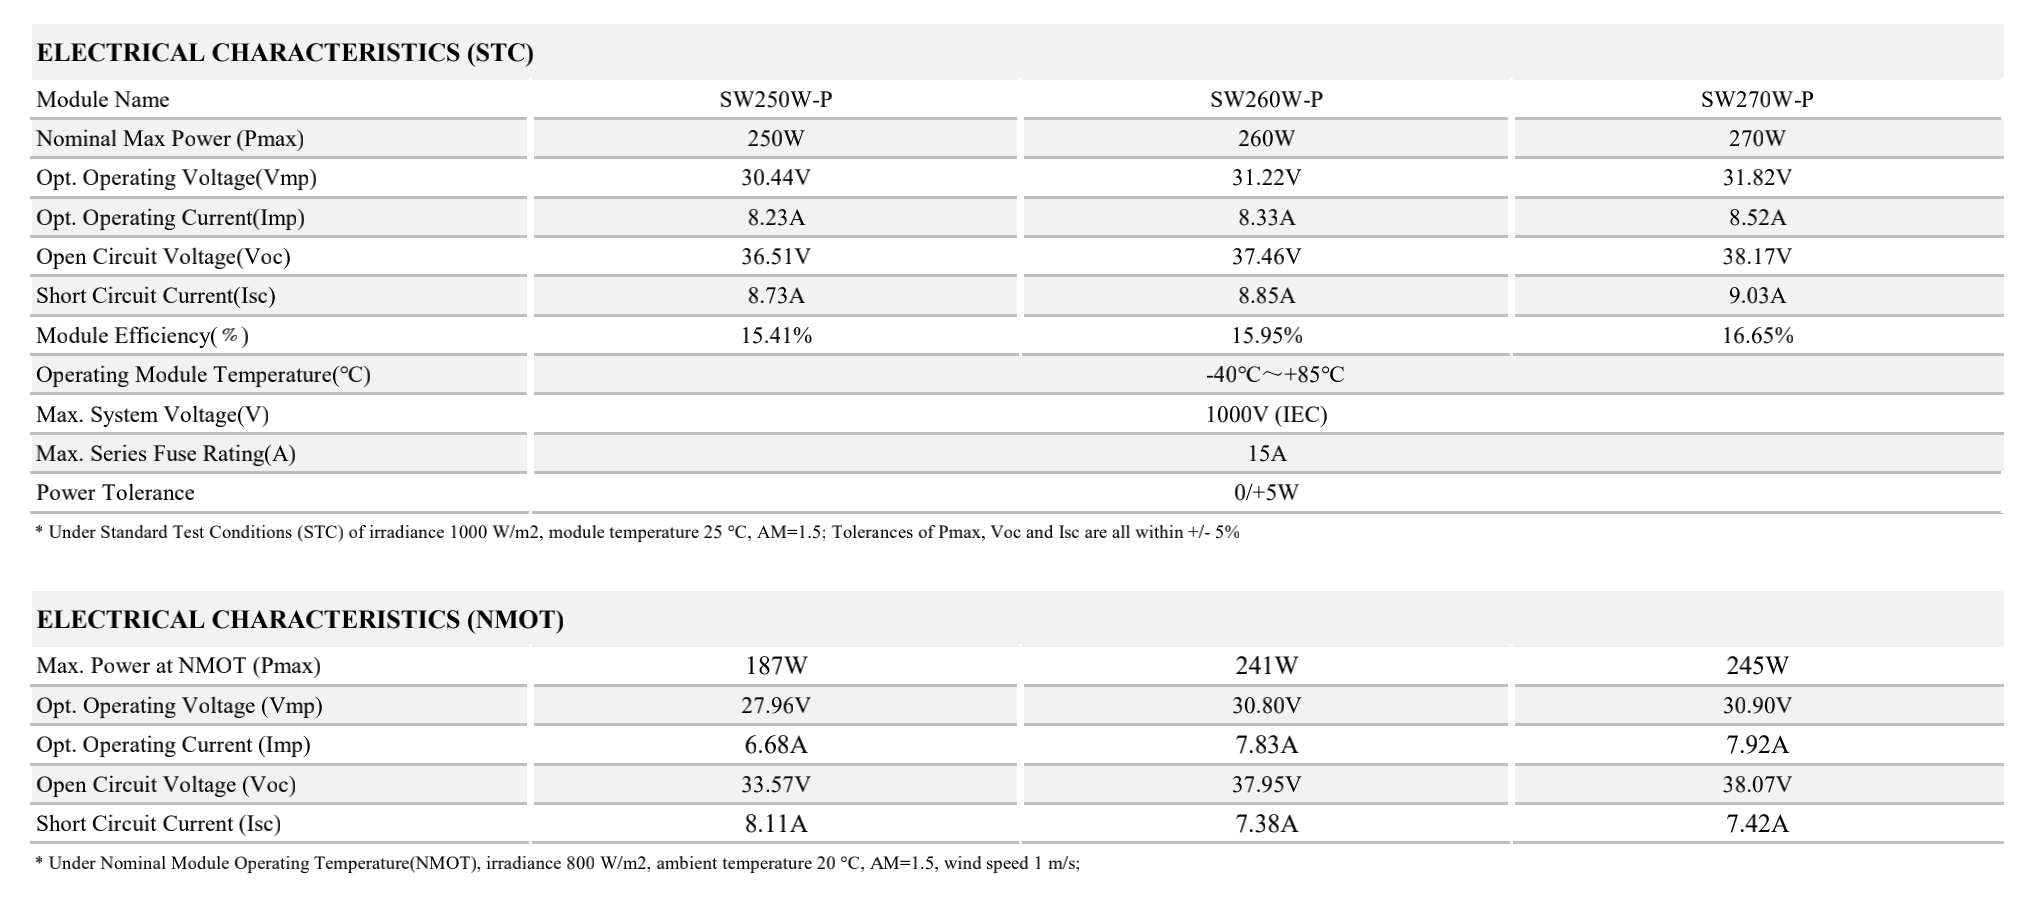 ELECTRICAL CHARACTERISTICS (STC)
Module Name SW250W-P SW260W-P SW270W-P
Nominal Max Power (Pmax) 250W 260W 270W
Opt. Operating Voltage(Vmp) 30.44V 31.22V 31.82V
Opt. Operating Current(Imp) 8.23A 8.33A 8.52A
Open Circuit Voltage(Voc) 36.51V 37.46V 38.17V
Short Circuit Current(Isc) 8.73A 8.85A 9.03A
Module Efficiency(％) 15.41% 15.95% 16.65%
Operating Module Temperature(℃) -40℃～+85℃
Max. System Voltage(V) 1000V (IEC)
Max. Series Fuse Rating(A) 15A
Power Tolerance 0/+5W
* Under Standard Test Conditions (STC) of irradiance 1000 W/m2, module temperature 25 ℃, AM=1.5; Tolerances of Pmax, Voc and Isc are all within +/- 5%
ELECTRICAL CHARACTERISTICS (NMOT)
Max. Power at NMOT (Pmax) 187W 241W 245W
Opt. Operating Voltage (Vmp) 27.96V 30.80V 30.90V
Opt. Operating Current (Imp) 6.68A 7.83A 7.92A
Open Circuit Voltage (Voc) 33.57V 37.95V 38.07V
Short Circuit Current (Isc) 8.11A 7.38A 7.42A
* Under Nominal Module Operating Temperature(NMOT), irradiance 800 W/m2, ambient temperature 20 ℃, AM=1.5, wind speed 1 m/s;